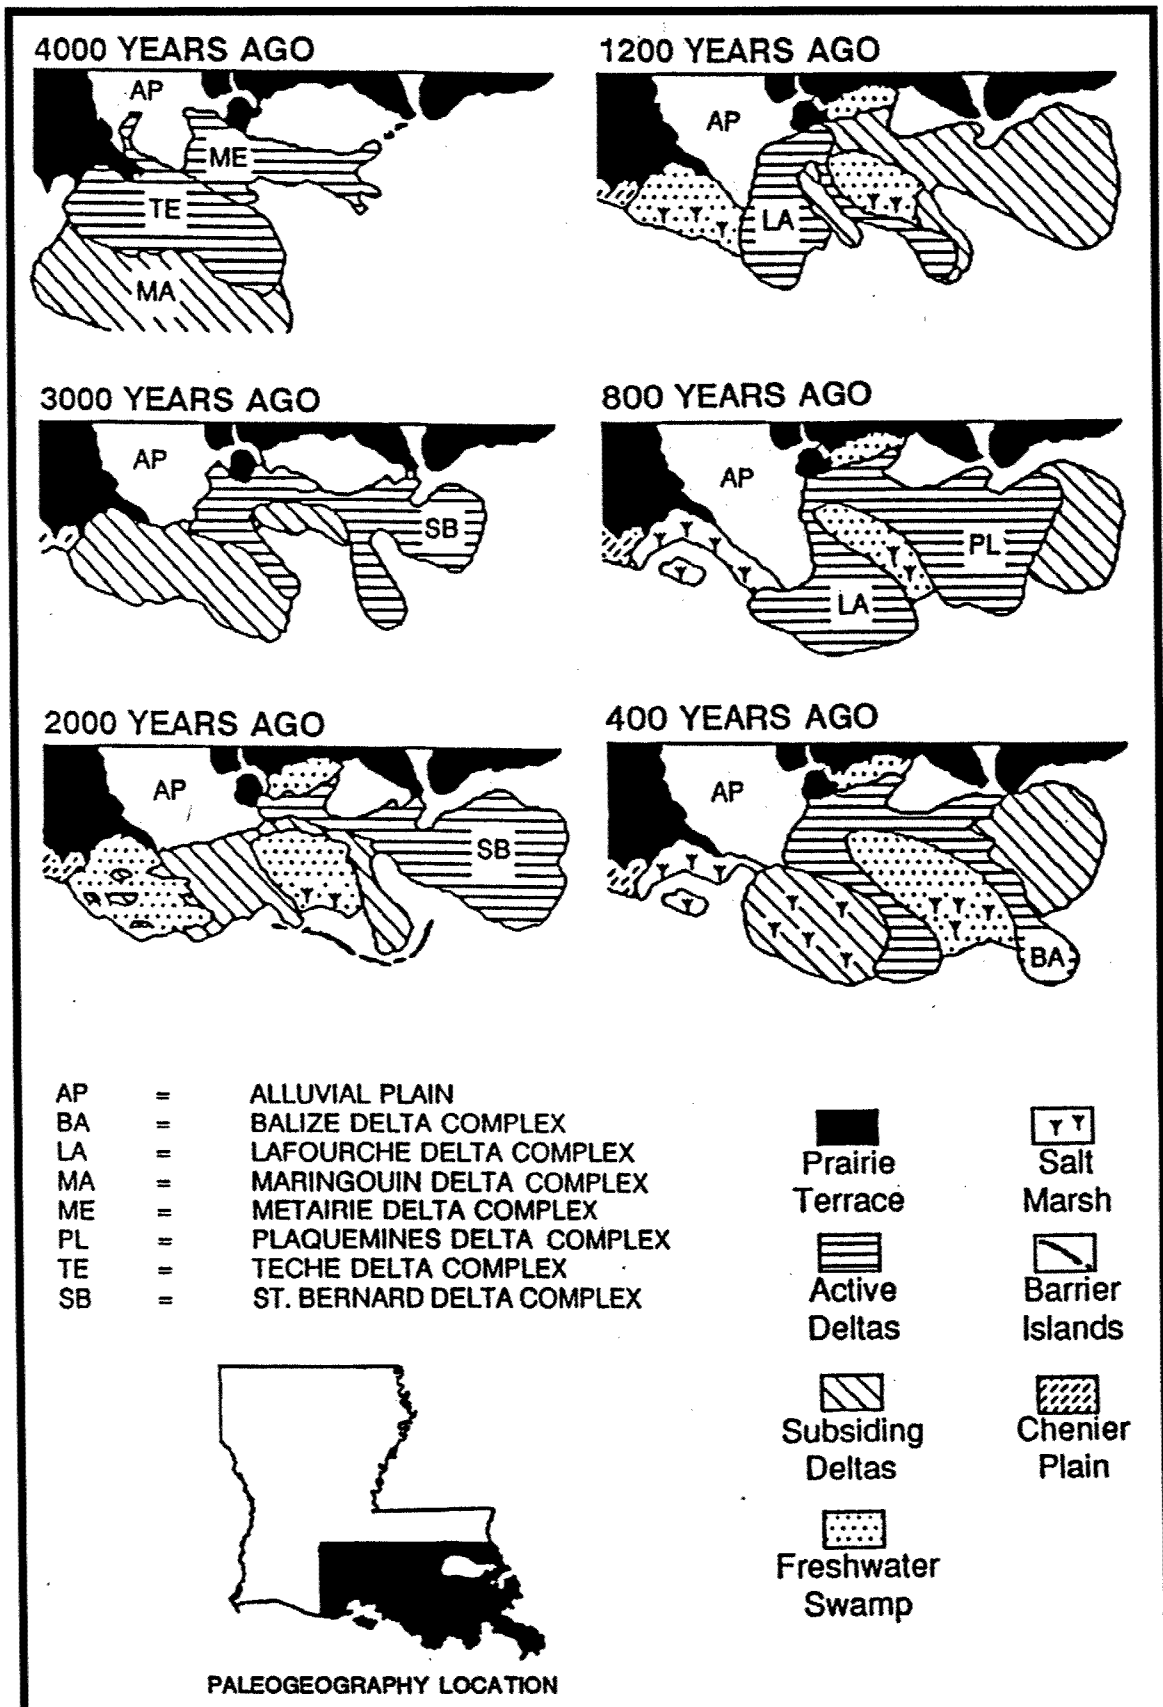 4000 YEARS AGO
AP
ME
TE
MA
3000 YEARS AGO
AP
SB
2000 YEARS AGO
AP
SB
1200 YEARS AGO
AP
LA
800 YEARS AGO
AP
PL
LA
400 YEARS AGO
AP
BA
AP = ALLUVIAL PLAIN
BA = BALIZE DELTA COMPLEX
LA = LAFOURCHE DELTA COMPLEX
MA = MARINGOUIN DELTA COMPLEX
ME = METAIRIE DELTA COMPLEX
PL = PLAQUEMINES DELTA COMPLEX
TE = TECHE DELTA COMPLEX
SB = ST. BERNARD DELTA COMPLEX
Prairie
Terrace
Salt
Marsh
Active
Deltas
Barrier
Islands
Subsiding
Deltas
Chenier
Plain
Freshwater
Swamp
PALEOGEOGRAPHY LOCATION